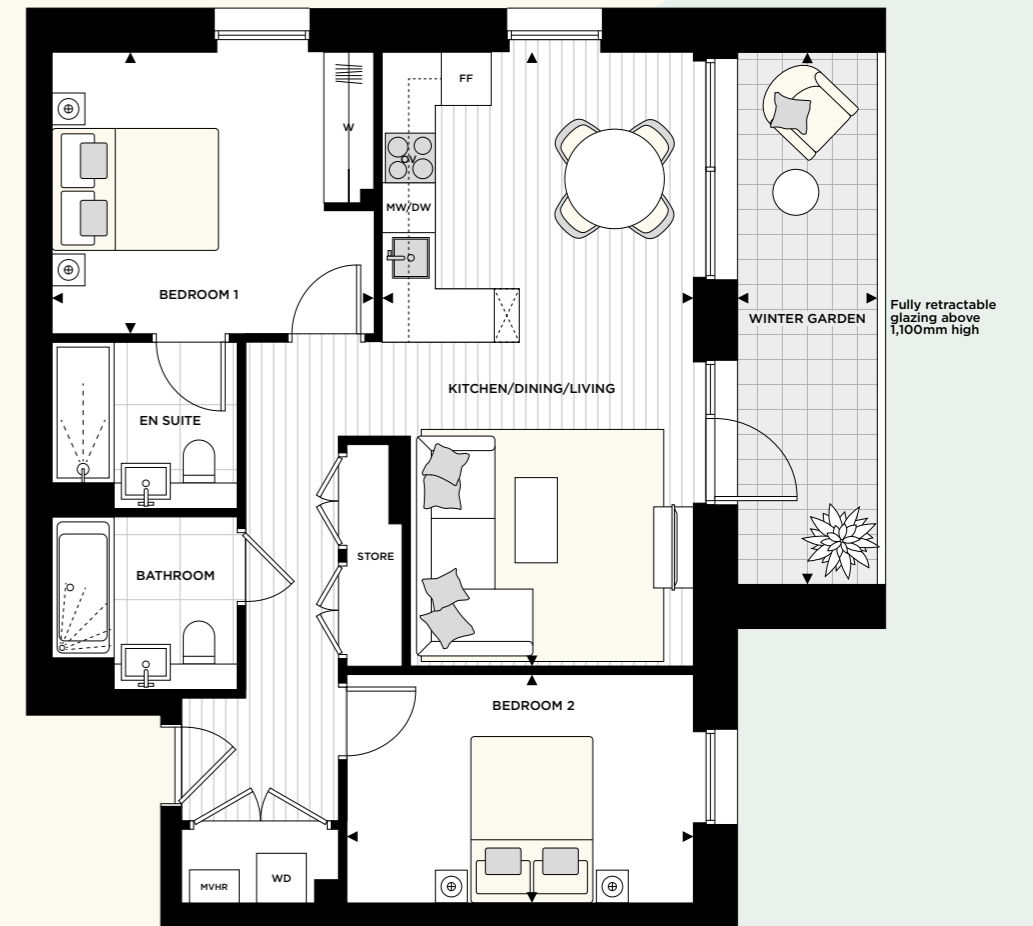 FF
W
OV
MW/DW
BEDROOM 1
WINTER GARDEN
Fully retractable
glazing above
1,100mm high
KITCHEN/DINING/LIVING
EN SUITE
STORE
BATHROOM
BEDROOM 2
MVHR
WD